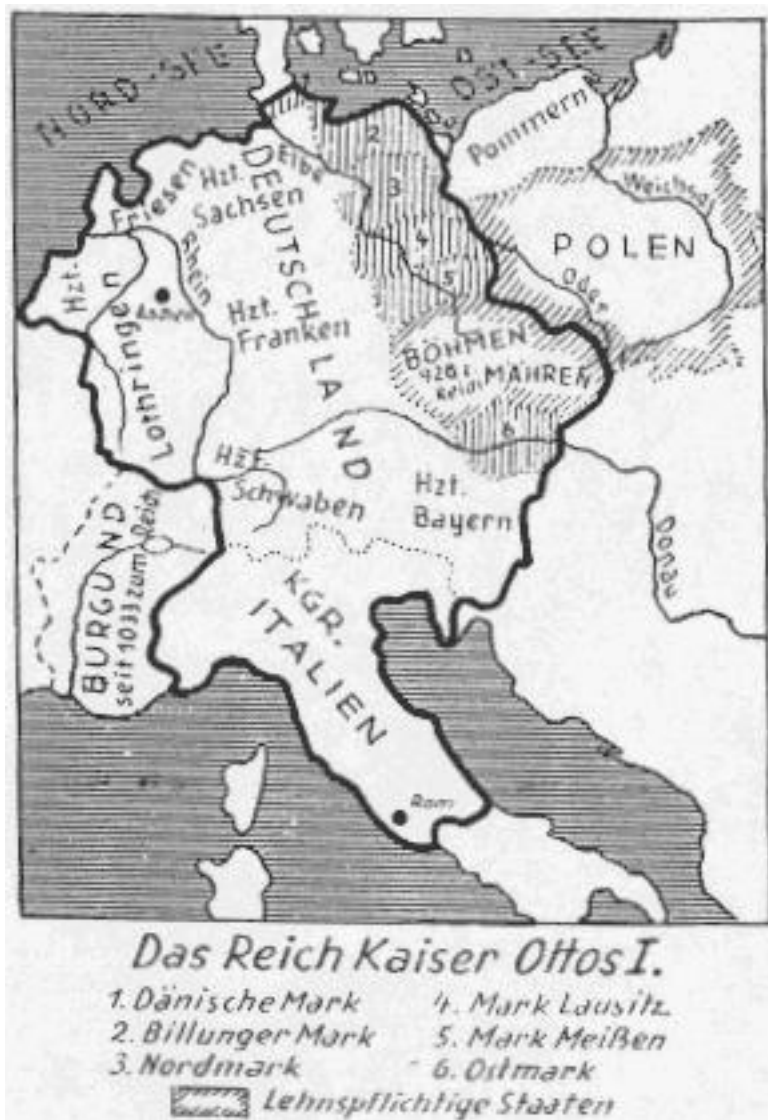 NORD-SEE
OST-SEE
1
2
3
4
5
6
Pommern
Weichsel
POLEN
Oder
Elbe
Friesen
Hzt.
Sachsen
DEUTSCHLAND
Rhein
Hzt.
Lothringen
Aachen
Hzt.
Franken
BÖHMEN
MÄHREN
Hzt.
Schwaben
Hzt.
Bayern
Donau
BURGUND
seit 1033 zum Reich
KGR.
ITALIEN
Rom
Das Reich Kaiser Ottos I.
1. Dänische Mark
2. Billunger Mark
3. Nordmark
4. Mark Lausitz
5. Mark Meißen
6. Ostmark
Lehnspflichtige Staaten